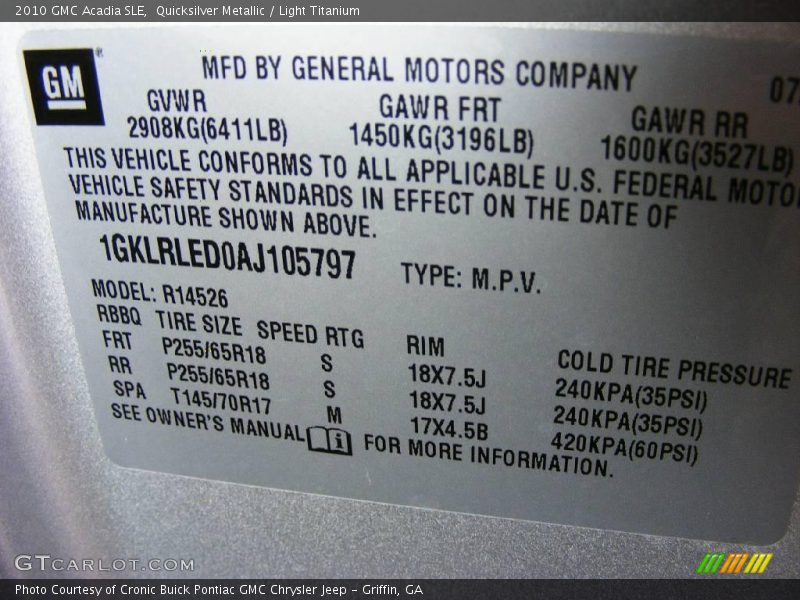 2010 GMC Acadia SLE, Quicksilver Metallic / Light Titanium
GM
MFD BY GENERAL MOTORS COMPANY 07
GVWR GAWR FRT GAWR RR
2908KG(6411LB) 1450KG(3196LB) 1600KG(3527LB)
THIS VEHICLE CONFORMS TO ALL APPLICABLE U.S. FEDERAL MOTO
VEHICLE SAFETY STANDARDS IN EFFECT ON THE DATE OF
MANUFACTURE SHOWN ABOVE.
1GKLRLED0AJ105797 TYPE: M.P.V.
MODEL: R14526
RBBQ TIRE SIZE SPEED RTG RIM COLD TIRE PRESSURE
FRT P255/65R18 S 18X7.5J 240KPA(35PSI)
RR P255/65R18 S 18X7.5J 240KPA(35PSI)
SPA T145/70R17 M 17X4.5B 420KPA(60PSI)
SEE OWNER'S MANUAL i FOR MORE INFORMATION.
GTCARLOT.COM
Photo Courtesy of Cronic Buick Pontiac GMC Chrysler Jeep – Griffin, GA